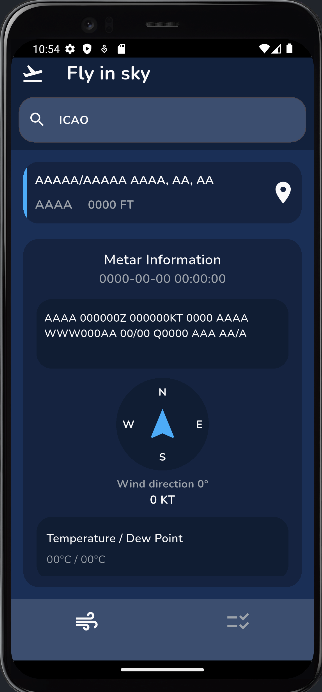 10:54
Fly in sky
ICAO
AAAAA/AAAAA AAAA, AA, AA
AAAA 0000 FT
Metar Information
0000-00-00 00:00:00
AAAA 000000Z 000000KT 0000 AAAA
WWW000AA 00/00 Q0000 AAA AA/A
N
W E
S
Wind direction 0°
0 KT
Temperature / Dew Point
00°C / 00°C